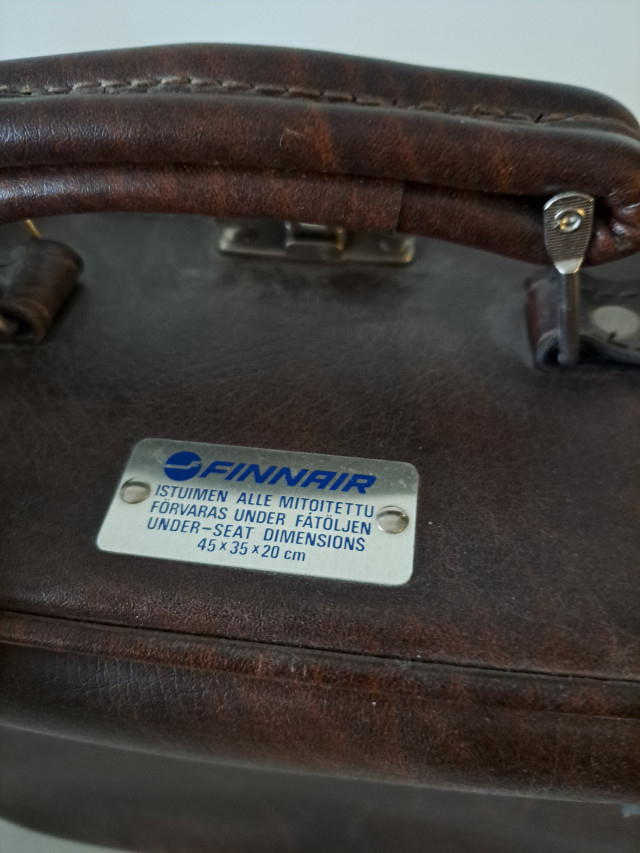 FINNAIR
ISTUIMEN ALLE MITOITETTU
FÖRVARAS UNDER FÅTÖLJEN
UNDER-SEAT DIMENSIONS
45 x 35 x 20 cm